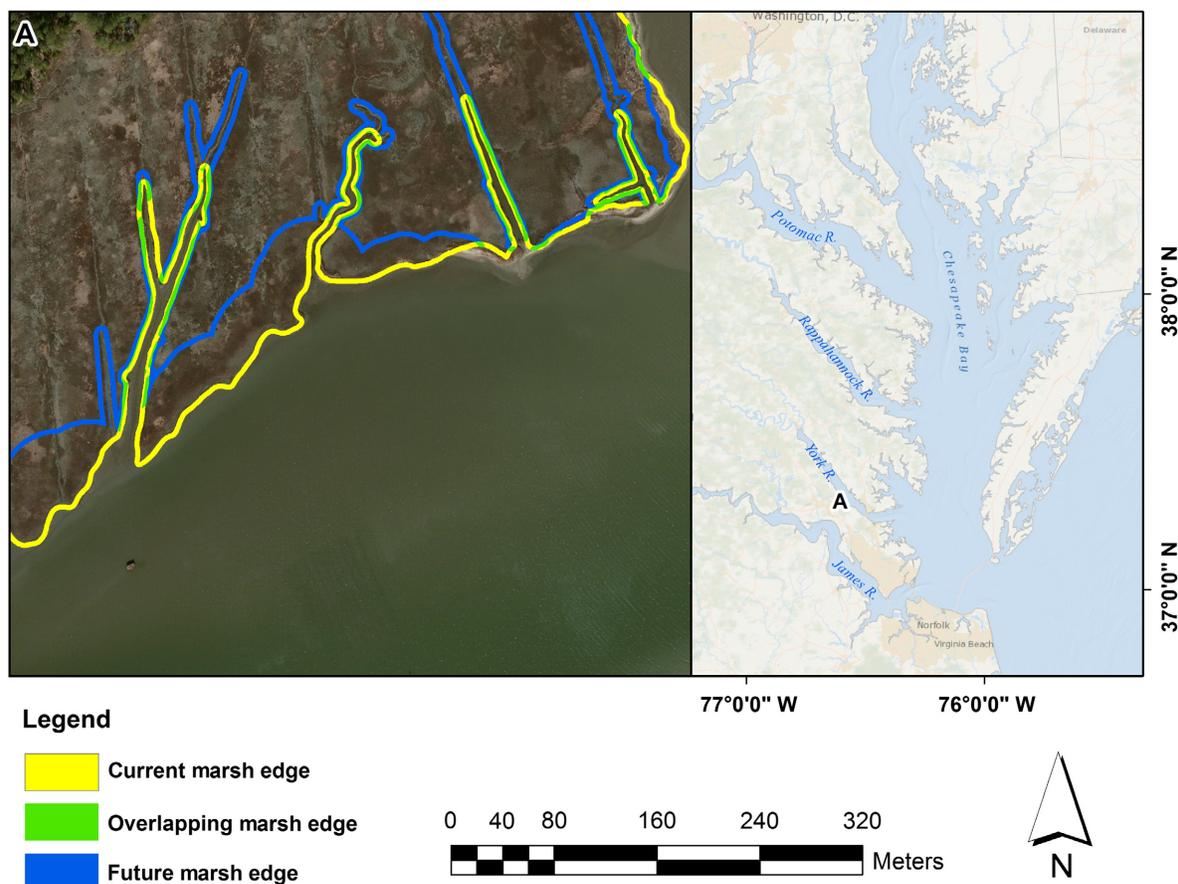 A
Washington, D.C.
Delaware
Potomac R.
Chesapeake Bay
Rappahannock R.
York R.
A
James R.
Norfolk
Virginia Beach
38°0'0" N
37°0'0" N
77°0'0" W
76°0'0" W
Legend
Current marsh edge
Overlapping marsh edge
Future marsh edge
0 40 80 160 240 320
Meters
N